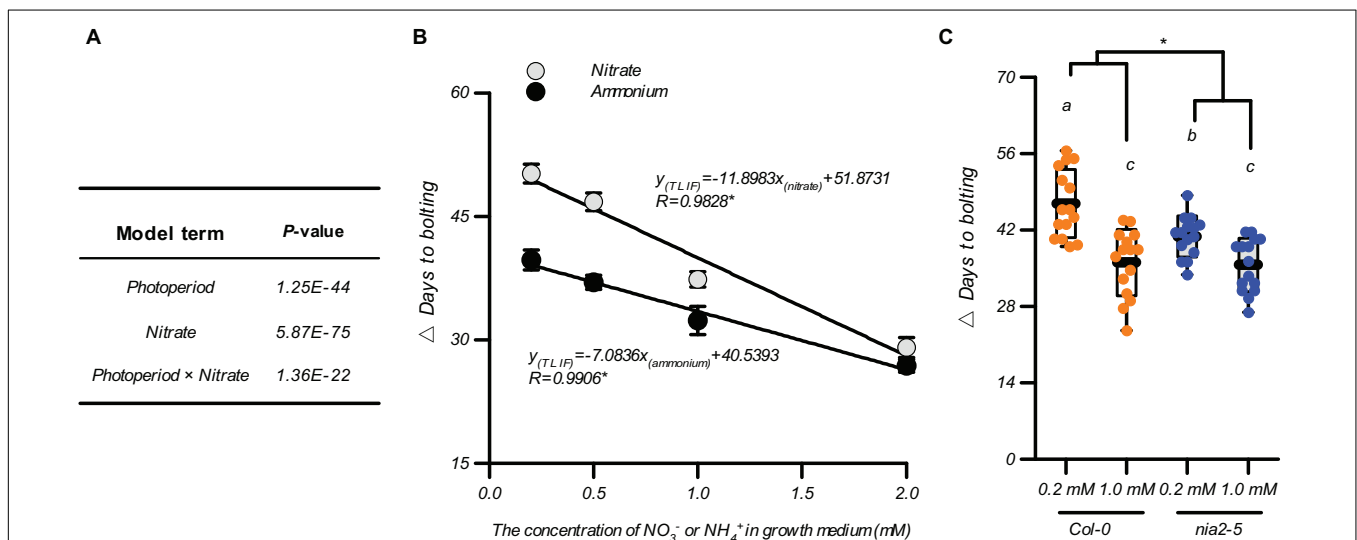 A
Model term P-value
Photoperiod 1.25E-44
Nitrate 5.87E-75
Photoperiod × Nitrate 1.36E-22
B
Nitrate
Ammonium
△ Days to bolting
60
45
30
15
y(TLIF)=-11.8983x(nitrate)+51.8731
R=0.9828*
y(TLIF)=-7.0836x(ammonium)+40.5393
R=0.9906*
0.0 0.5 1.0 1.5 2.0
The concentration of NO₃⁻ or NH₄⁺ in growth medium (mM)
C
*
△ Days to bolting
70
56
42
28
14
0
a
c
b
c
0.2 mM 1.0 mM 0.2 mM 1.0 mM
Col-0 nia2-5